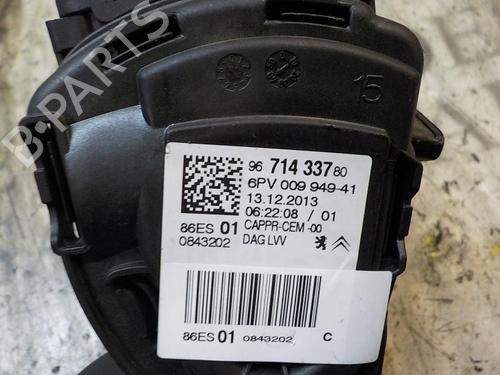 B-PARTS
15
96 714 337 80
6PV 009 949-41
13.12.2013
06:22:08 / 01
86ES 01 CAPPR-CEM -00
0843202 DAG LVV
86ES 01 0843202 C